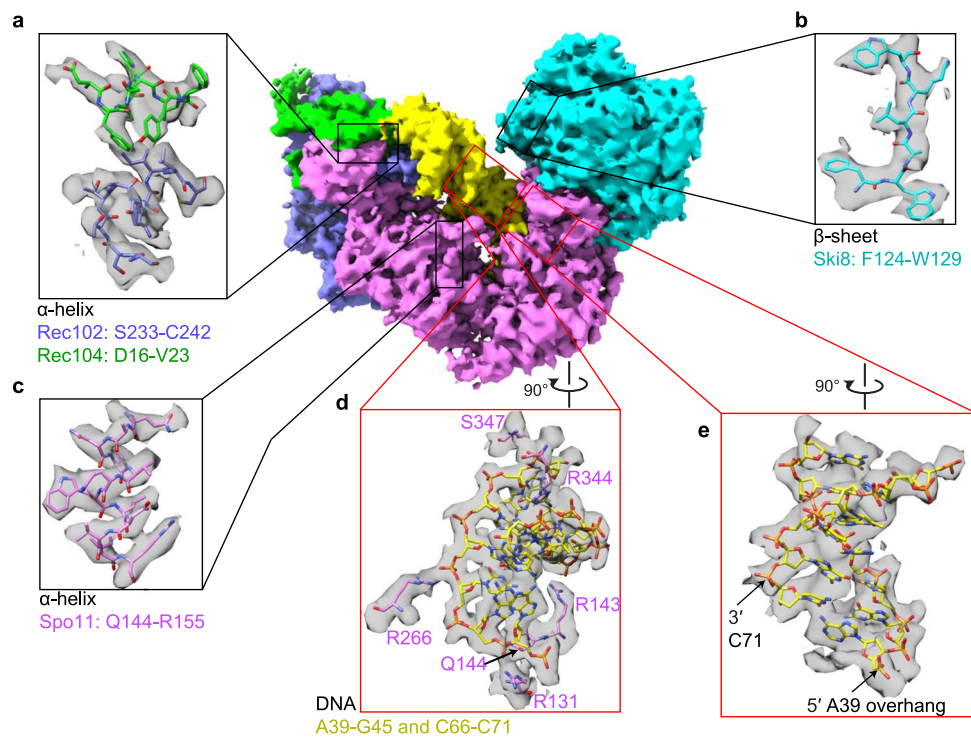 a
b
β-sheet
Ski8: F124-W129
α-helix
Rec102: S233-C242
Rec104: D16-V23
c
α-helix
Spo11: Q144-R155
90°
d
S347
R344
R143
R266
Q144
R131
DNA
A39-G45 and C66-C71
90°
e
3′
C71
5′ A39 overhang